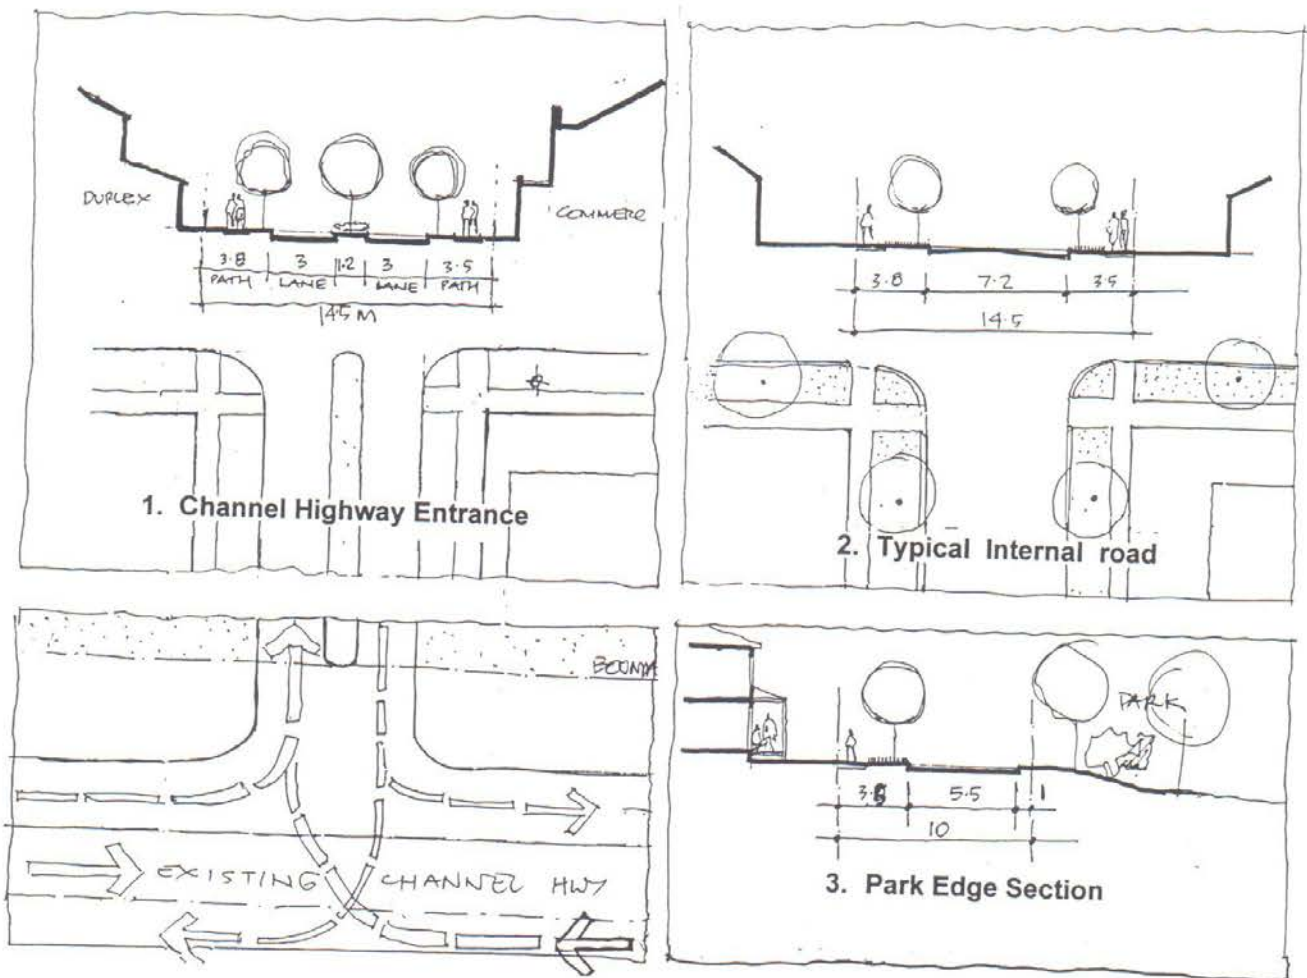 DUPLEX
COMMERC
3.8 3 1.2 3 3.5
PATH LANE LANE PATH
14.5 M
1. Channel Highway Entrance
3.8 7.2 3.5
14.5
2. Typical Internal road
BOUNDA
EXISTING CHANNEL HWY
PARK
5.5 1
10
3. Park Edge Section